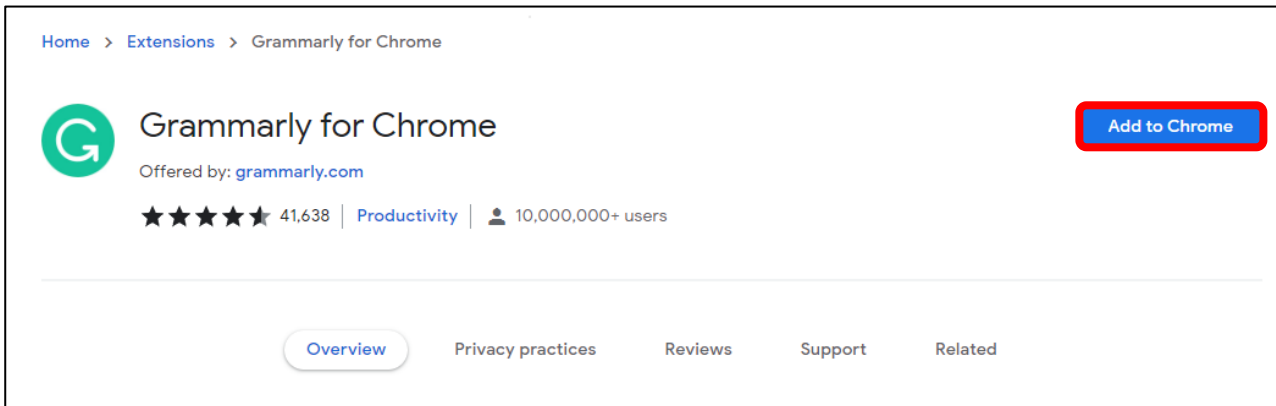 Home > Extensions > Grammarly for Chrome
Grammarly for Chrome
Add to Chrome
Offered by: grammarly.com
41,638 | Productivity | 10,000,000+ users
Overview Privacy practices Reviews Support Related